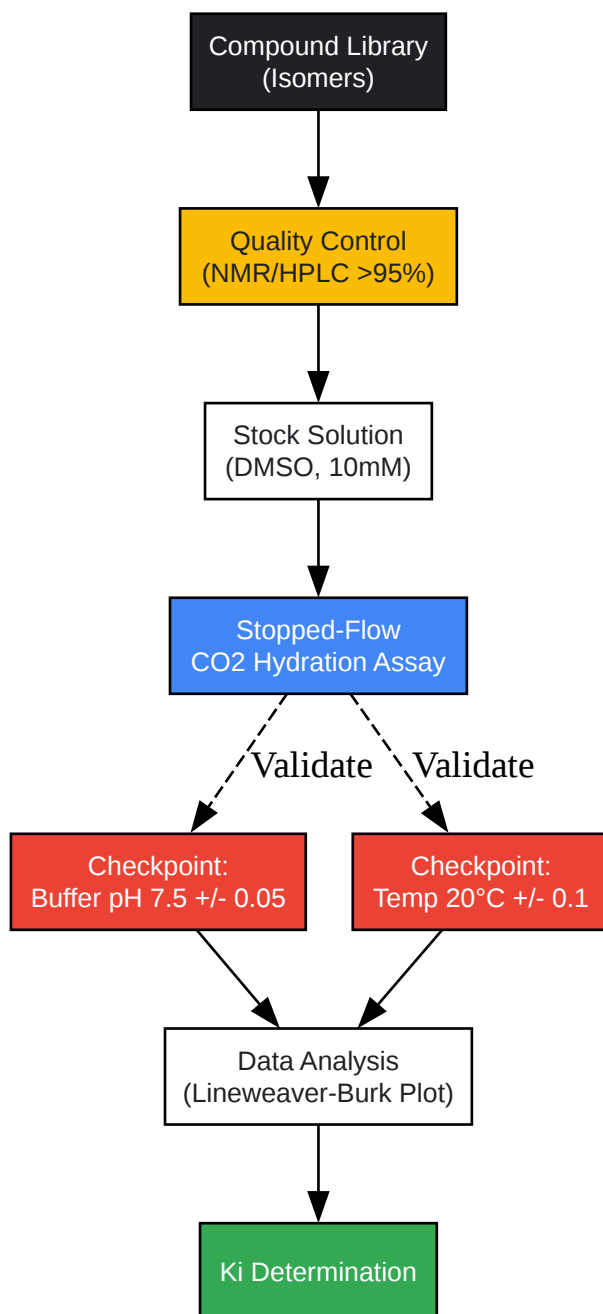 Compound Library
(Isomers)
Quality Control
(NMR/HPLC >95%)
Stock Solution
(DMSO, 10mM)
Stopped-Flow
CO2 Hydration Assay
Validate
Validate
Checkpoint:
Buffer pH 7.5 +/- 0.05
Checkpoint:
Temp 20°C +/- 0.1
Data Analysis
(Lineweaver-Burk Plot)
Ki Determination